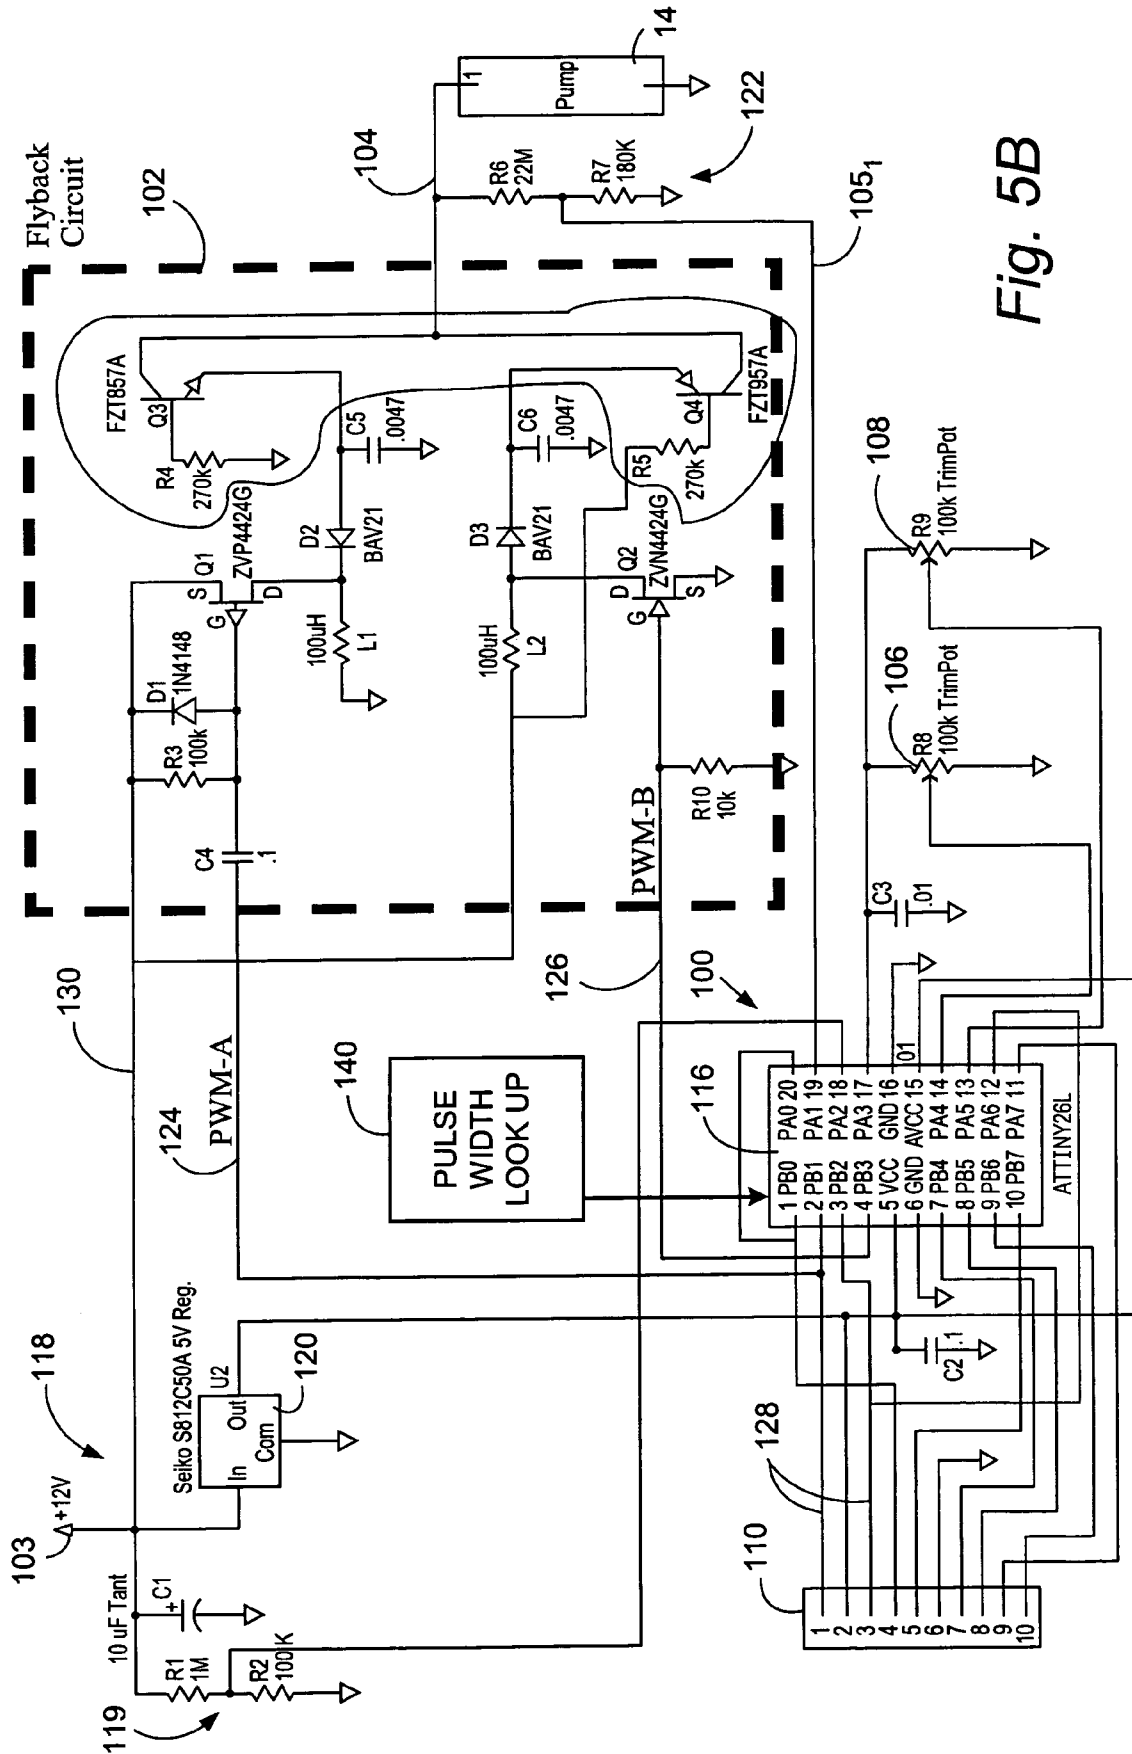 118
103
+12V
10 uF Tant
C1
+
R1
1M
R2
100K
119
Seiko S812C50A 5V Reg.
U2
In
Out
Com
120
130
124
PWM-A
Flyback
Circuit
102
C4
.1
R3
100k
D1
1N4148
S
Q1
G
D
ZVP4424G
R4
270k
Q3
FZT857A
100uH
L1
D2
BAV21
C5
.0047
100uH
L2
D3
BAV21
C6
.0047
R5
270k
Q4
FZT957A
D
Q2
G
S
ZVN4424G
PWM-B
126
R10
10k
104
R6
22M
R7
180K
122
1
Pump
14
105₁
140
PULSE
WIDTH
LOOK UP
100
116
1 PB0 PA0 20
2 PB1 PA1 19
3 PB2 PA2 18
4 PB3 PA3 17
5 VCC GND 16
6 GND AVCC 15
7 PB4 PA4 14
8 PB5 PA5 13
9 PB6 PA6 12
10 PB7 PA7 11
ATTINY26L
.01
C2
.1
C3
.01
106
R8
100k TrimPot
108
R9
100k TrimPot
110
128
1
2
3
4
5
6
7
8
9
10
Fig. 5B